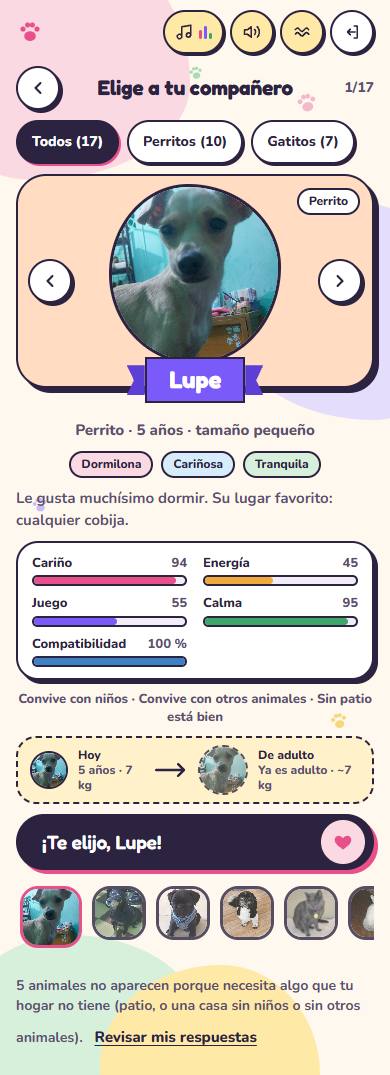 Elige a tu compañero
1/17
Todos (17)
Perritos (10)
Gatitos (7)
Perrito
Lupe
Perrito · 5 años · tamaño pequeño
Dormilona
Cariñosa
Tranquila
Le gusta muchísimo dormir. Su lugar favorito:
cualquier cobija.
Cariño 94
Energía 45
Juego 55
Calma 95
Compatibilidad 100 %
Convive con niños · Convive con otros animales · Sin patio
está bien
Hoy
5 años · 7
kg
De adulto
Ya es adulto · ~7
kg
¡Te elijo, Lupe!
5 animales no aparecen porque necesita algo que tu
hogar no tiene (patio, o una casa sin niños o sin otros
animales). Revisar mis respuestas